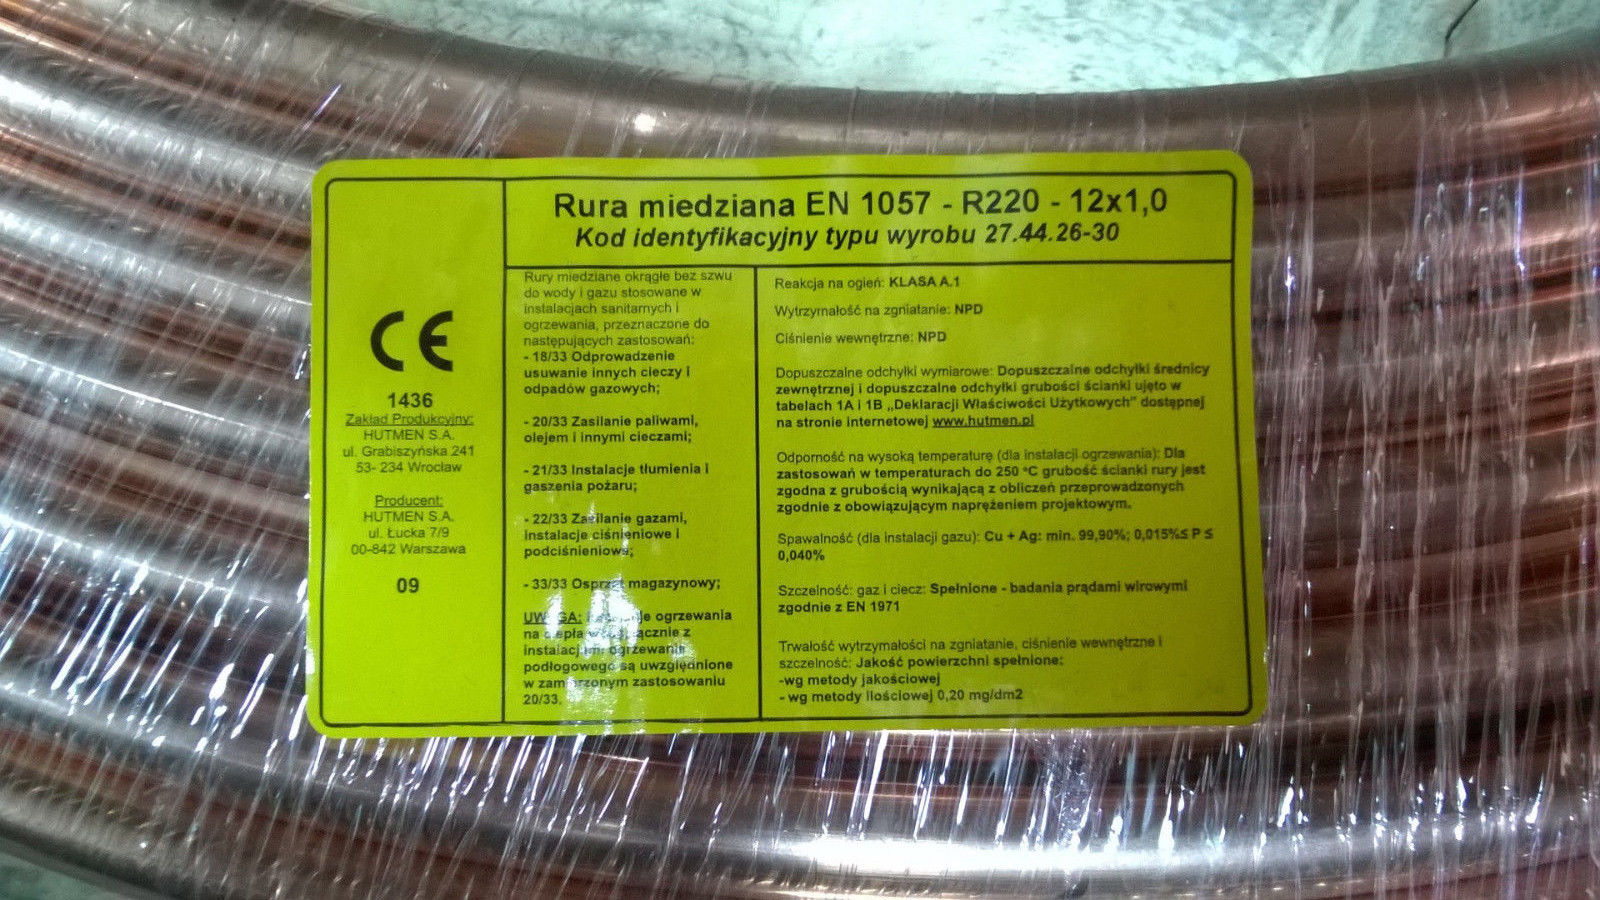 Rura miedziana EN 1057 - R220 - 12x1,0
Kod identyfikacyjny typu wyrobu 27.44.26-30
CE
1436
Zakład Produkcyjny:
HUTMEN S.A.
ul. Grabiszyńska 241
53- 234 Wrocław
Producent:
HUTMEN S.A.
ul. Łucka 7/9
00-842 Warszawa
09
Rury miedziane okrągłe bez szwu
do wody i gazu stosowane w
instalacjach sanitarnych i
ogrzewania, przeznaczone do
następujących zastosowań:
- 18/33 Odprowadzenie
usuwanie innych cieczy i
odpadów gazowych;
- 20/33 Zasilanie paliwami,
olejem i innymi cieczami;
- 21/33 Instalacje tłumienia i
gaszenia pożaru;
- 22/33 Zasilanie gazami,
instalacje ciśnieniowe i
podciśnieniowe;
- 33/33 Osprzęt magazynowy;
UWAGA: ogrzewania
na z
instalacjami ogrzewania
podłogowego są uwzględnione
w zamierzonym zastosowaniu
20/33.
Reakcja na ogień: KLASA A.1
Wytrzymałość na zgniatanie: NPD
Ciśnienie wewnętrzne: NPD
Dopuszczalne odchyłki wymiarowe: Dopuszczalne odchyłki średnicy
zewnętrznej i dopuszczalne odchyłki grubości ścianki ujęto w
tabelach 1A i 1B „Deklaracji Właściwości Użytkowych" dostępnej
na stronie internetowej www.hutmen.pl
Odporność na wysoką temperaturę (dla instalacji ogrzewania): Dla
zastosowań w temperaturach do 250 °C grubość ścianki rury jest
zgodna z grubością wynikającą z obliczeń przeprowadzonych
zgodnie z obowiązującym naprężeniem projektowym.
Spawalność (dla instalacji gazu): Cu + Ag: min. 99,90%; 0,015%≤ P ≤
0,040%
Szczelność: gaz i ciecz: Spełnione - badania prądami wirowymi
zgodnie z EN 1971
Trwałość wytrzymałości na zgniatanie, ciśnienie wewnętrzne i
szczelność: Jakość powierzchni spełnione:
-wg metody jakościowej
- wg metody ilościowej 0,20 mg/dm2